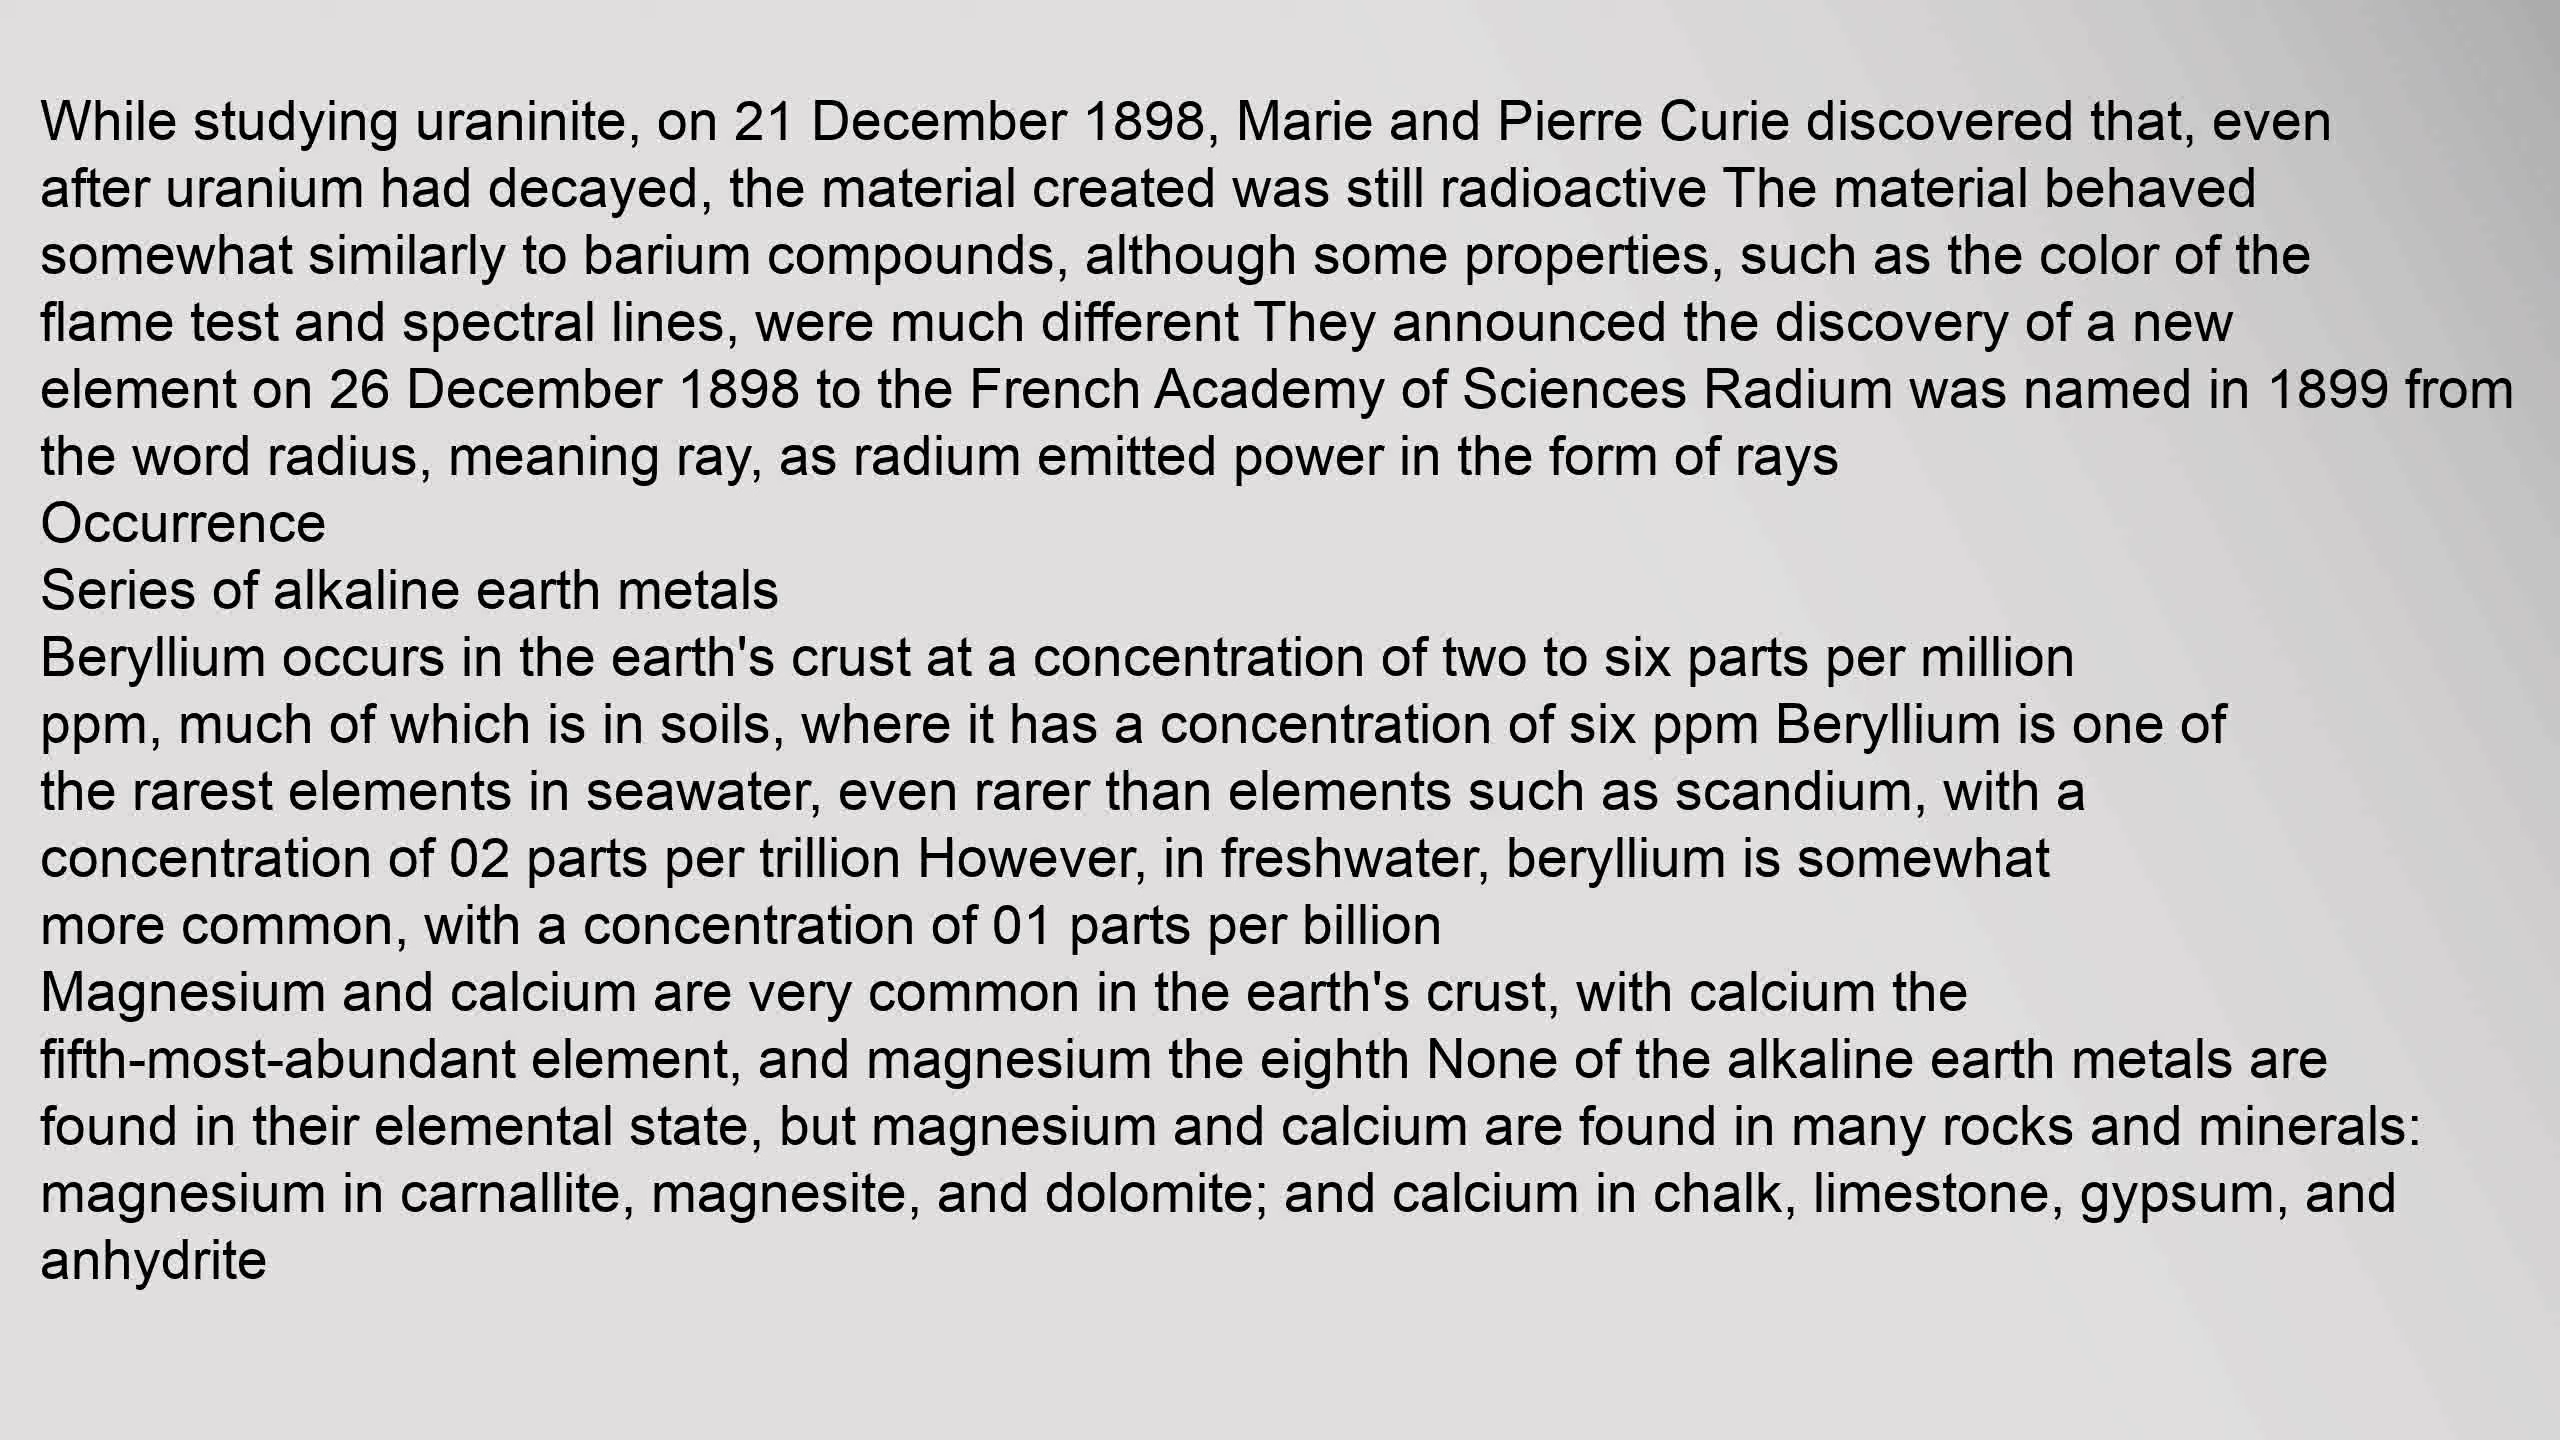 While studying uraninite, on 21 December 1898, Marie and Pierre Curie discovered that, even
after uranium had decayed, the material created was still radioactive The material behaved
somewhat similarly to barium compounds, although some properties, such as the color of the
flame test and spectral lines, were much different They announced the discovery of a new
element on 26 December 1898 to the French Academy of Sciences Radium was named in 1899 from
the word radius, meaning ray, as radium emitted power in the form of rays
Occurrence
Series of alkaline earth metals
Beryllium occurs in the earth's crust at a concentration of two to six parts per million
ppm, much of which is in soils, where it has a concentration of six ppm Beryllium is one of
the rarest elements in seawater, even rarer than elements such as scandium, with a
concentration of 02 parts per trillion However, in freshwater, beryllium is somewhat
more common, with a concentration of 01 parts per billion
Magnesium and calcium are very common in the earth's crust, with calcium the
fifth-most-abundant element, and magnesium the eighth None of the alkaline earth metals are
found in their elemental state, but magnesium and calcium are found in many rocks and minerals:
magnesium in carnallite, magnesite, and dolomite; and calcium in chalk, limestone, gypsum, and
anhydrite